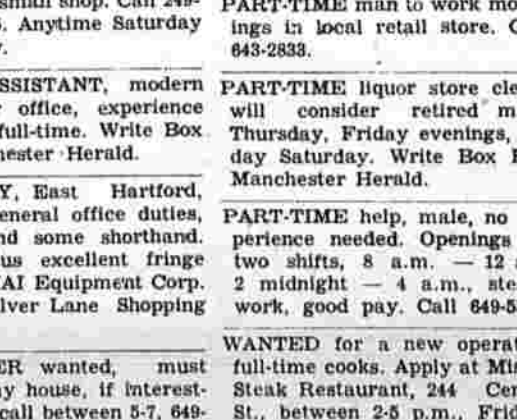 Anytime Saturday
SSISTANT, modern
office, experience
full-time. Write Box
hester Herald.
Y, East Hartford,
eneral office duties,
nd some shorthand.
us excellent fringe
AI Equipment Corp.
lver Lane Shopping
ER wanted, must
ny house, if interest-
call between 5-7, 649-
PART-TIME man to work mo
ings in local retail store. C
643-2833.
PART-TIME liquor store cle
will consider retired m
Thursday, Friday evenings,
day Saturday. Write Box
Manchester Herald.
PART-TIME help, male, no
perience needed. Openings
two shifts, 8 a.m. — 12
2 midnight — 4 a.m., ste
work, good pay. Call 649-5
WANTED for a new operat
full-time cooks. Apply at Mis
Steak Restaurant, 244 Cen
St., between 2-5 p.m., Frid